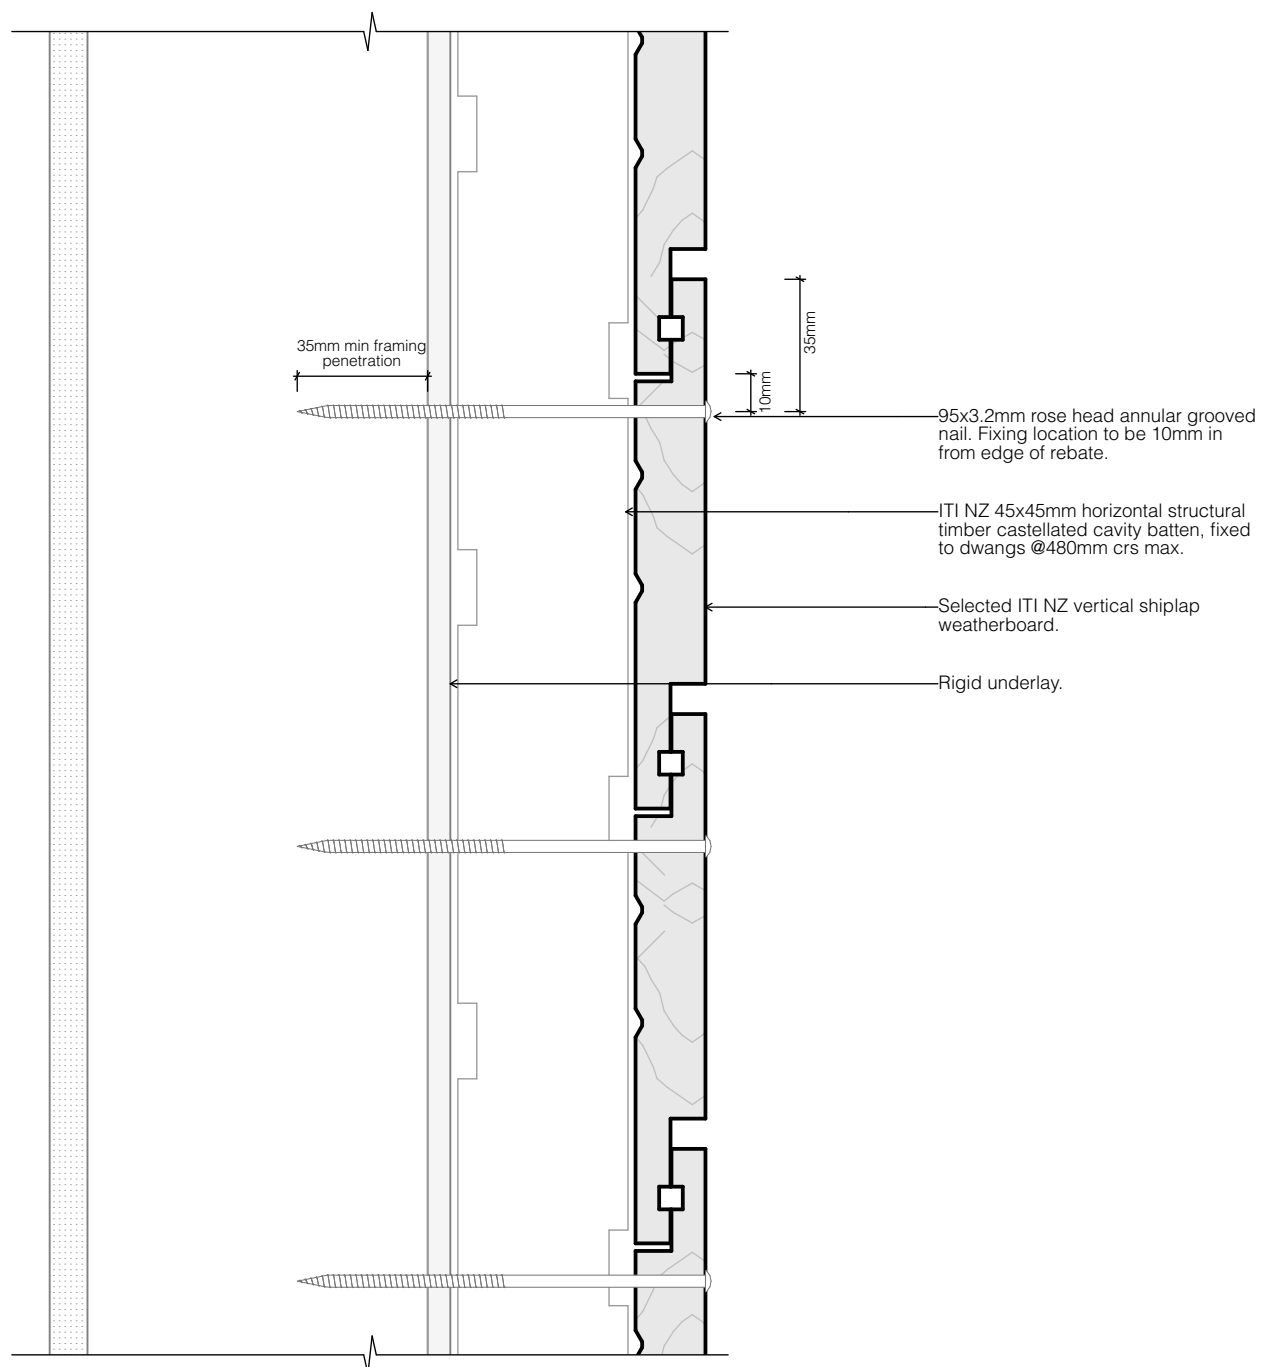 35mm min framing
penetration
35mm
10mm
95x3.2mm rose head annular grooved
nail. Fixing location to be 10mm in
from edge of rebate.
ITI NZ 45x45mm horizontal structural
timber castellated cavity batten, fixed
to dwangs @480mm crs max.
Selected ITI NZ vertical shiplap
weatherboard.
Rigid underlay.